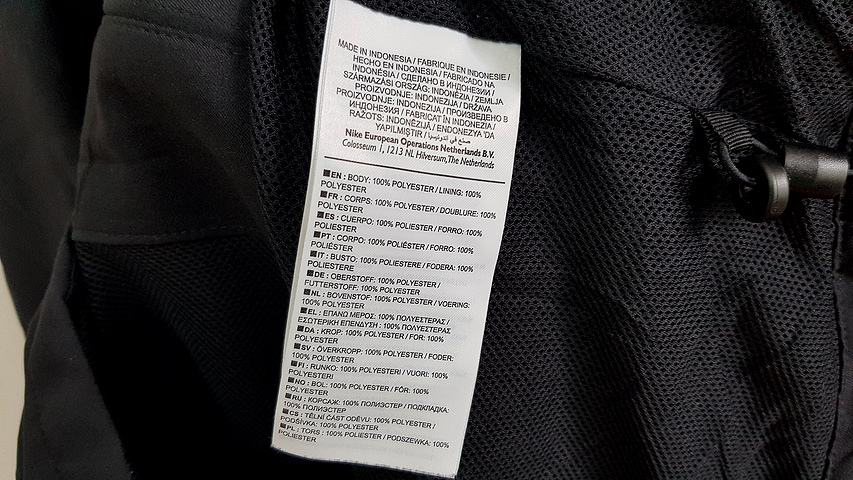 MADE IN INDONESIA / FABRIQUE EN INDONESIE /
HECHO EN INDONESIA / FABRICADO NA
INDONÉSIA / СДЕЛАНО В ИНДОНЕЗИИ /
SZÁRMAZÁSI ORSZÁG: INDONÉZIA / ZEMLJA
PROIZVODNJE: INDONEZIJA / DRŽAVA
PROIZVODNJE: INDONEZIJA / ПРОИЗВЕДЕНО В
ИНДОНЕЗИЯ / FABRICAT ÎN INDONEZIA /
RAŽOTS: INDONĒZIJĀ / ENDONEZYA 'DA
YAPILMIŞTIR / صنع في اندونيسيا
Nike European Operations Netherlands B.V.
Colosseum 1, 1213 NL Hilversum, The Netherlands
EN : BODY: 100% POLYESTER / LINING: 100%
POLYESTER
FR : CORPS: 100% POLYESTER / DOUBLURE: 100%
POLYESTER
ES : CUERPO: 100% POLIÉSTER / FORRO: 100%
POLIÉSTER
PT : CORPO: 100% POLIÉSTER / FORRO: 100%
POLIÉSTER
IT : BUSTO: 100% POLIESTERE / FODERA: 100%
POLIESTERE
DE : OBERSTOFF: 100% POLYESTER /
FUTTERSTOFF: 100% POLYESTER
NL : BOVENSTOF: 100% POLYESTER / VOERING:
100% POLYESTER
EL : ΕΠΑΝΩ ΜΕΡΟΣ: 100% ΠΟΛΥΕΣΤΕΡΑΣ /
ΕΣΩΤΕΡΙΚΗ ΕΠΕΝΔΥΣΗ : 100% ΠΟΛΥΕΣΤΕΡΑΣ
DA : KROP: 100% POLYESTER / FOR: 100%
POLYESTER
SV : ÖVERKROPP: 100% POLYESTER / FODER:
100% POLYESTER
FI : RUNKO: 100% POLYESTERI / VUORI: 100%
POLYESTERI
NO : BOL: 100% POLYESTER / FÔR: 100%
POLYESTER
RU : КОРСАЖ: 100% ПОЛИЭСТЕР / ПОДКЛАДКА:
100% ПОЛИЭСТЕР
CS : TĚLNÍ ČÁST ODĚVU: 100% POLYESTER /
PODŠÍVKA: 100% POLYESTER
PL : TORS : 100% POLIESTER / PODSZEWKA: 100%
POLIESTER